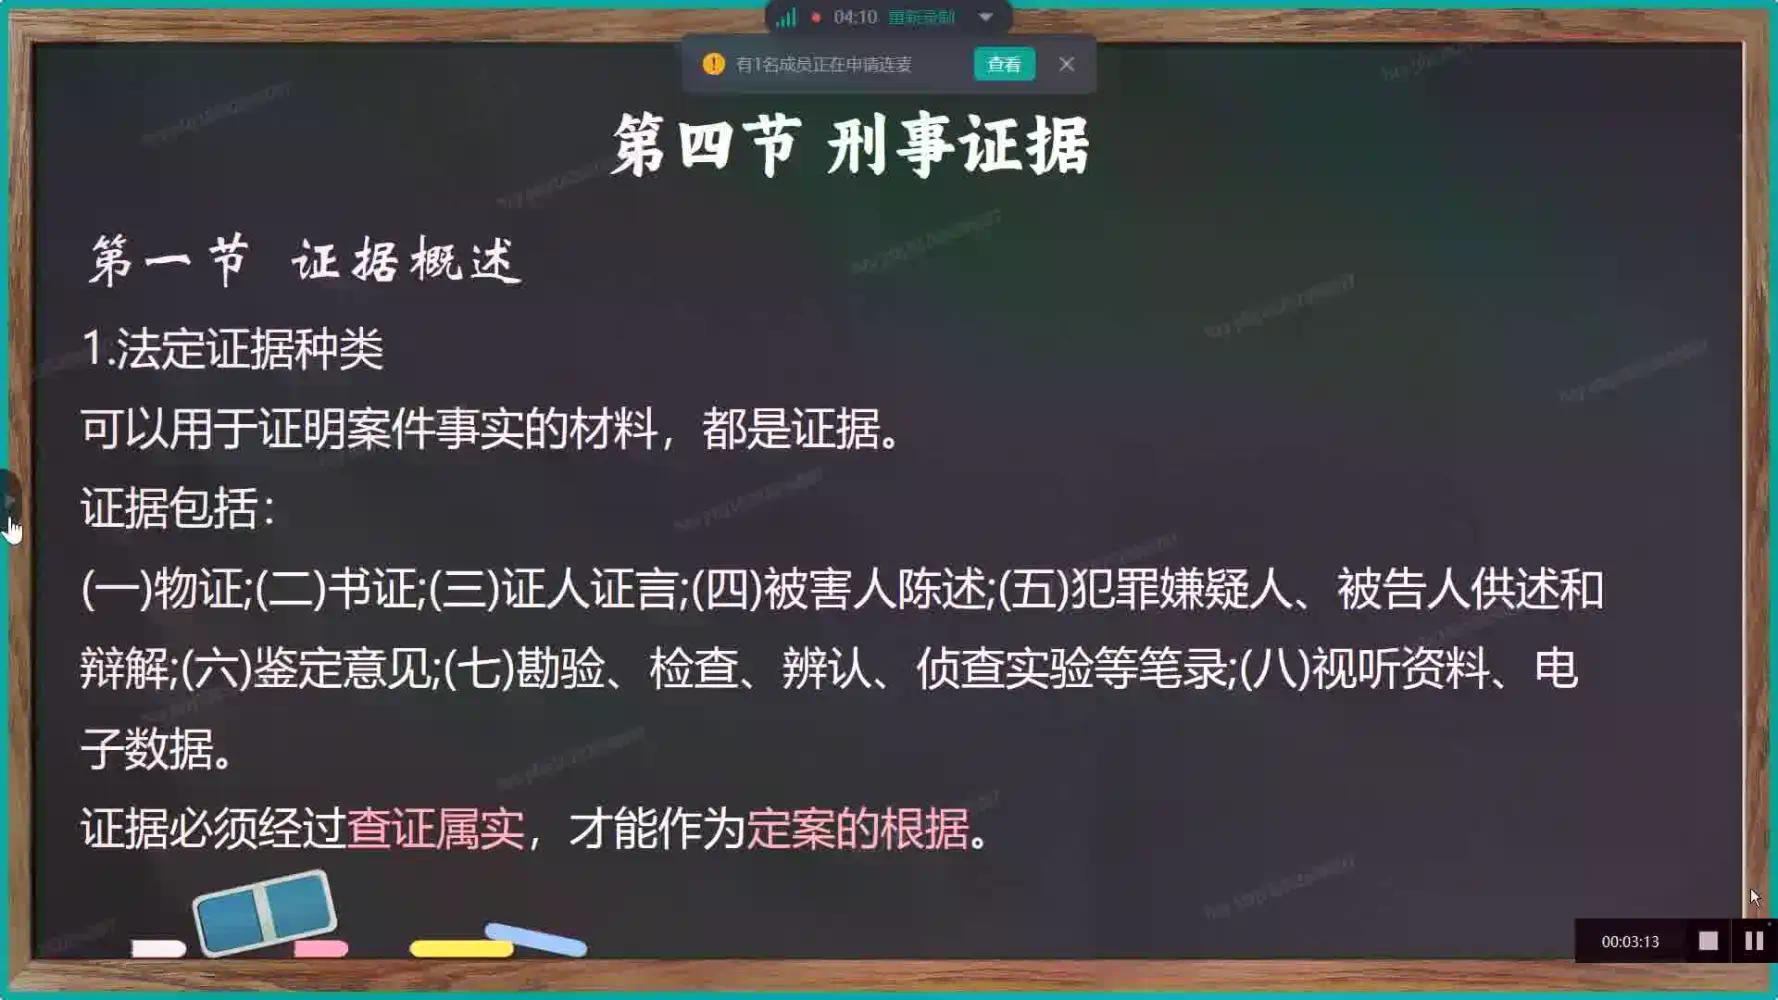 04:10 重新录制
有1名成员正在申请连麦 查看
第四节 刑事证据
第一节 证据概述
1.法定证据种类
可以用于证明案件事实的材料，都是证据。
证据包括：
(一)物证;(二)书证;(三)证人证言;(四)被害人陈述;(五)犯罪嫌疑人、被告人供述和
辩解;(六)鉴定意见;(七)勘验、检查、辨认、侦查实验等笔录;(八)视听资料、电
子数据。
证据必须经过查证属实，才能作为定案的根据。
00:03:13